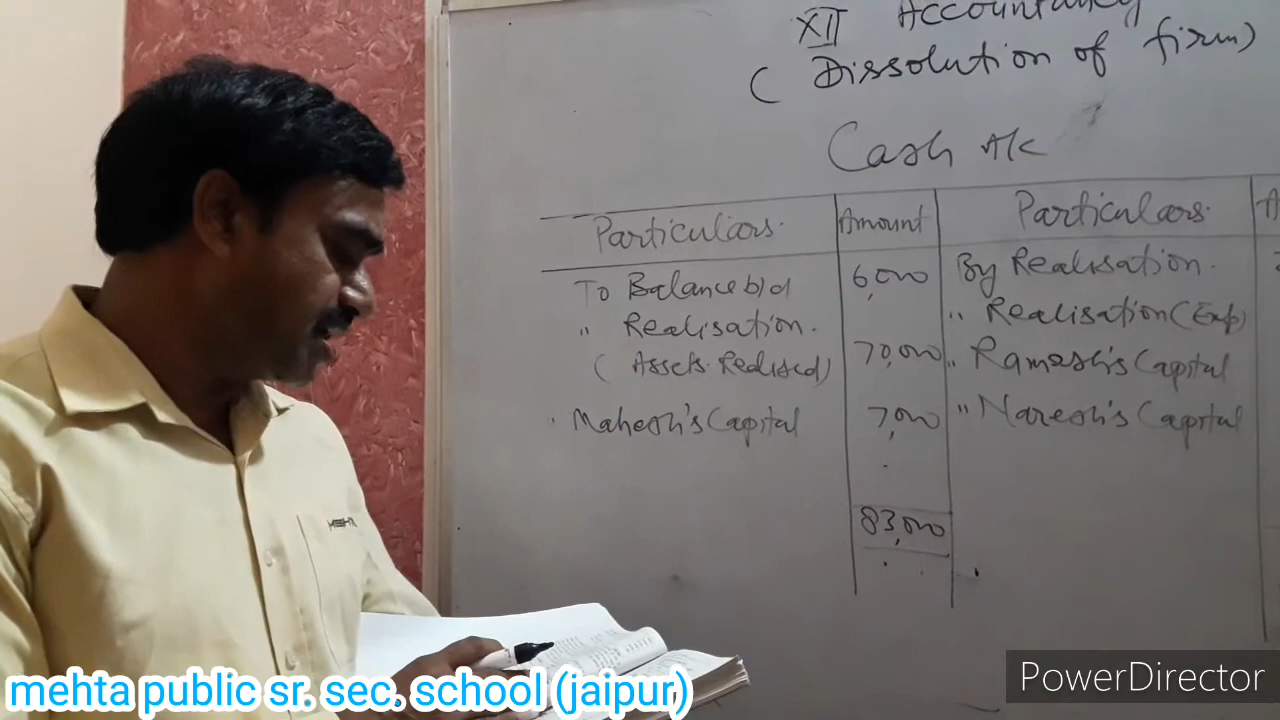 XII Accountancy
( Dissolution of firm)
Cash A/c
Particulars. Amount Particulars. A
To Balance b/d 6,000 By Realisation.
" Realisation. " Realisation (Exp)
( Assets Realised) 70,000 " Ramesh's Capital
" Mahesh's Capital 7,000 " Naresh's Capital
83,000
mehta public sr. sec. school (jaipur)
PowerDirector